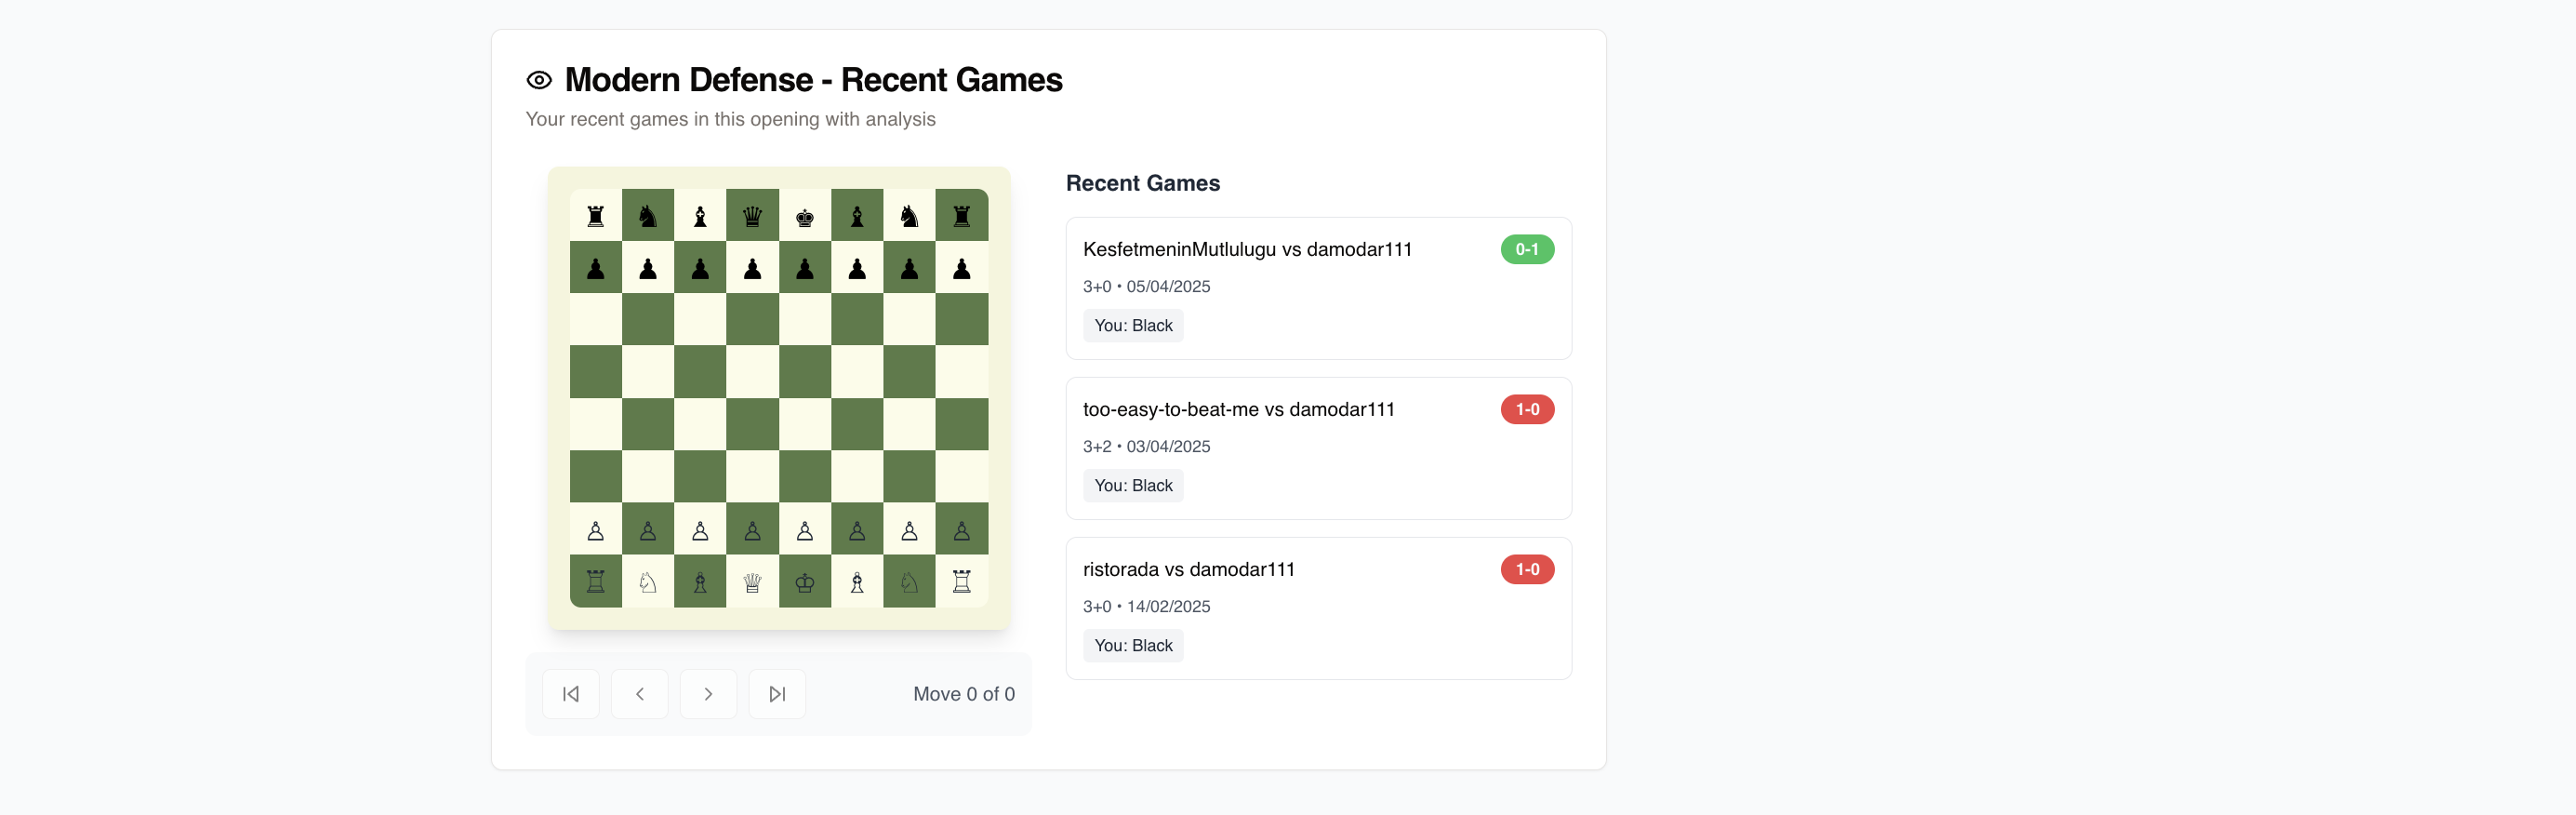 Modern Defense - Recent Games
Your recent games in this opening with analysis
Recent Games
KesfetmeninMutlulugu vs damodar111
0-1
3+0 • 05/04/2025
You: Black
too-easy-to-beat-me vs damodar111
1-0
3+2 • 03/04/2025
You: Black
ristorada vs damodar111
1-0
3+0 • 14/02/2025
You: Black
Move 0 of 0